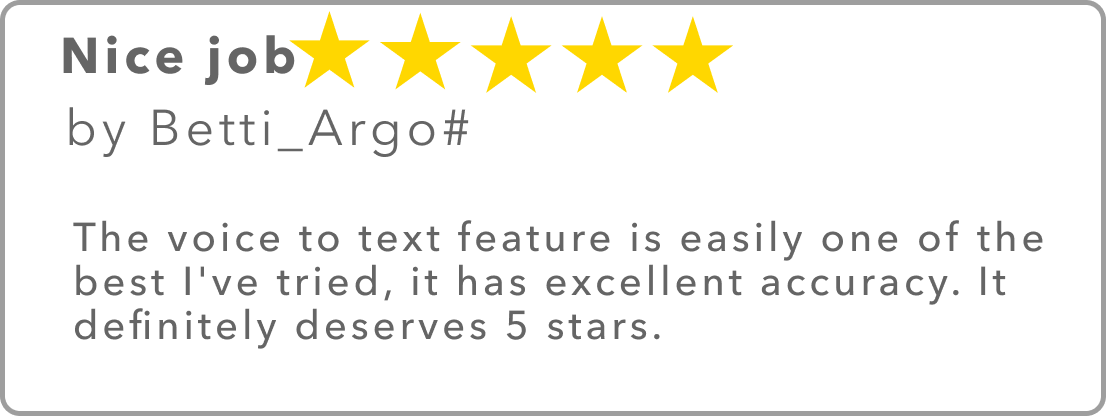 Nice job
by Betti_Argo#
The voice to text feature is easily one of the
best I've tried, it has excellent accuracy. It
definitely deserves 5 stars.